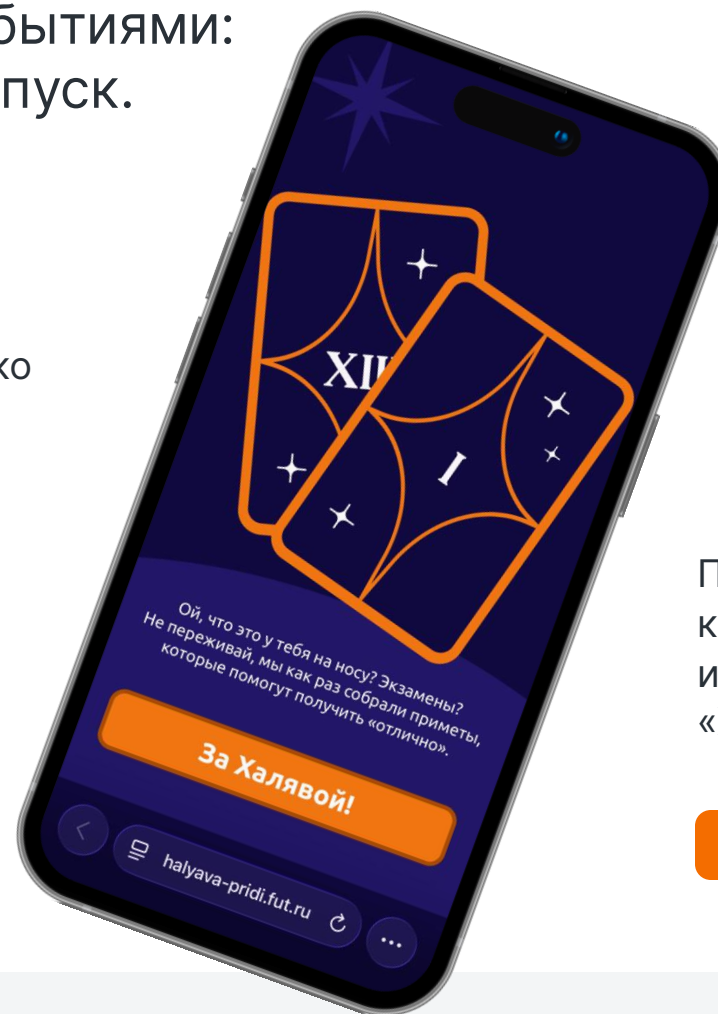 бытиями:
пуск.
ко
XII
I
П
к
и
«
Ой, что это у тебя на носу? Экзамены?
Не переживай, мы как раз собрали приметы,
которые помогут получить «отлично».
За Халявой!
halyava-pridi.fut.ru